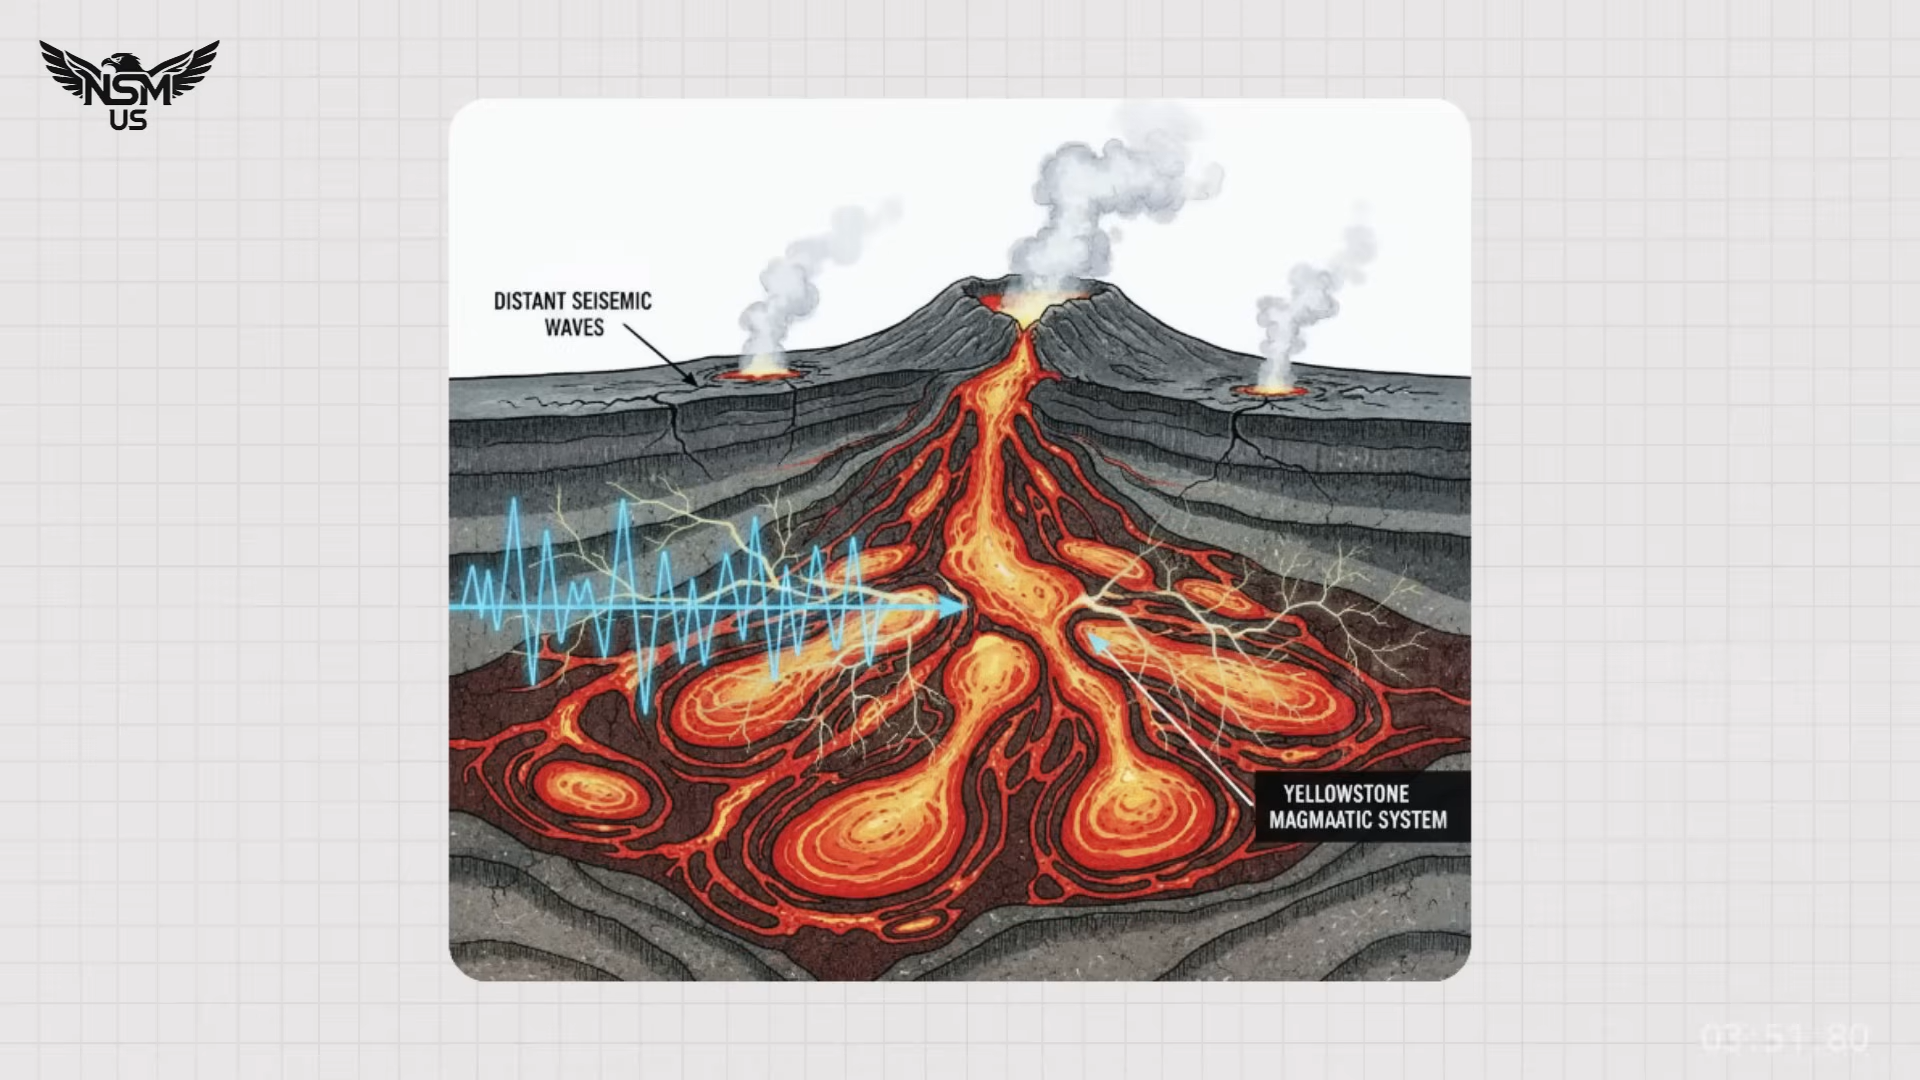 NSM
US
DISTANT SEISEMIC
WAVES
YELLOWSTONE
MAGMAATIC SYSTEM
03:51.80